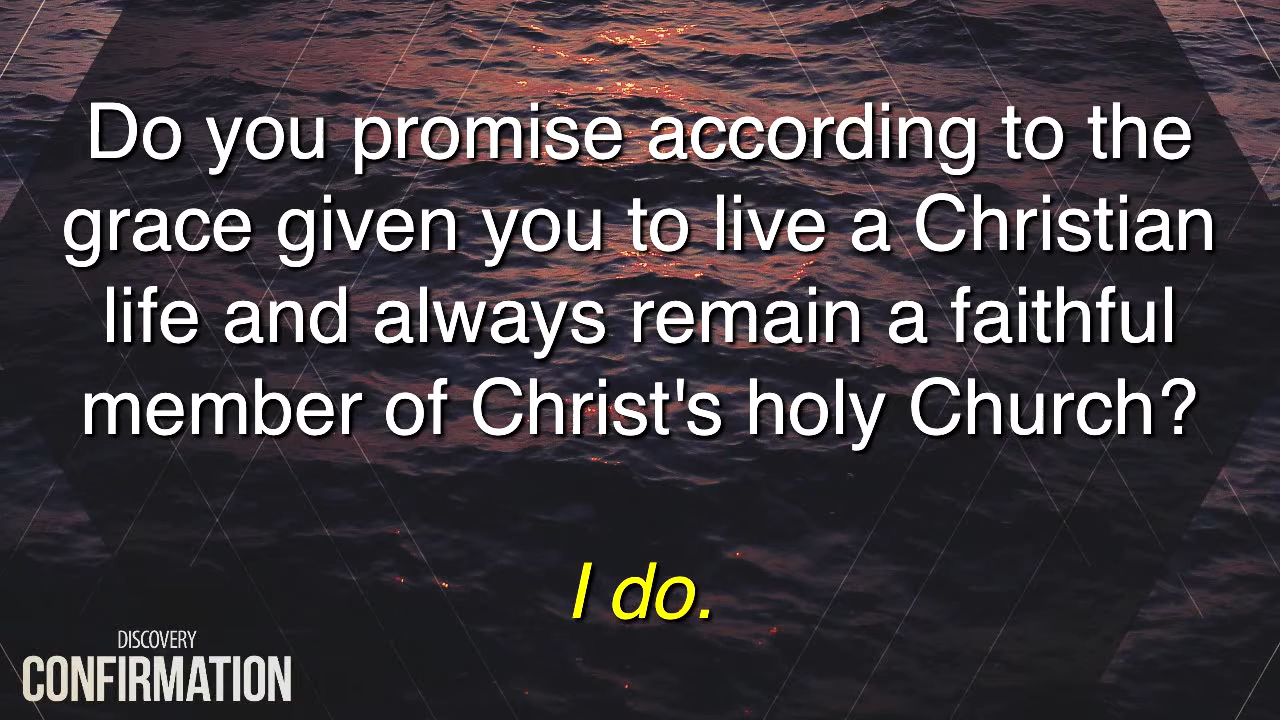 Do you promise according to the
grace given you to live a Christian
life and always remain a faithful
member of Christ's holy Church?
I do.
DISCOVERY
CONFIRMATION